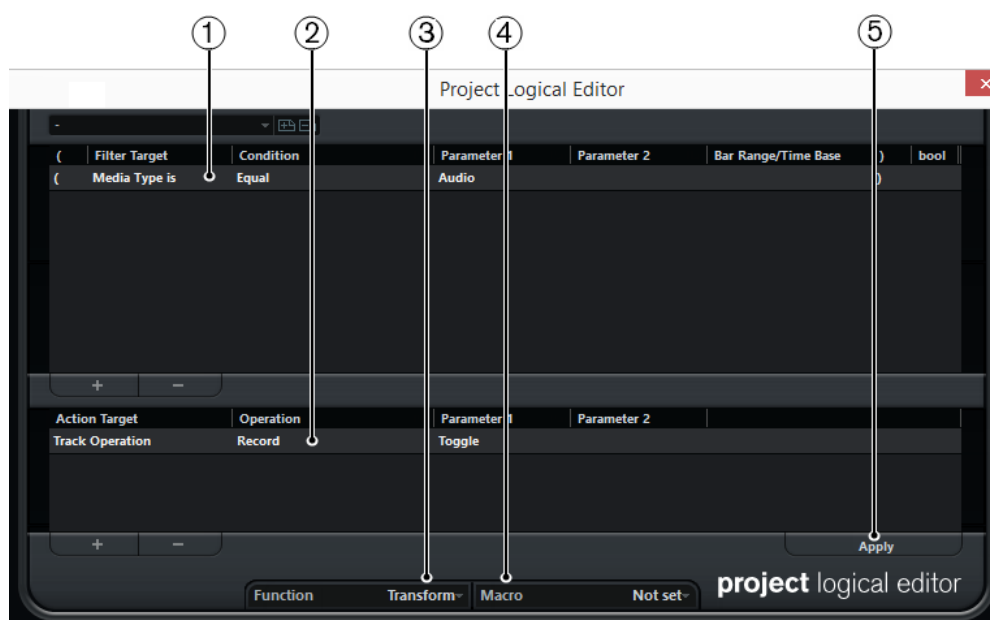 1 2 3 4 5
Project Logical Editor
-
( Filter Target Condition Parameter 1 Parameter 2 Bar Range/Time Base ) bool
( Media Type is Equal Audio )
+ −
Action Target Operation Parameter 1 Parameter 2
Track Operation Record Toggle
+ −
Apply
Function Transform Macro Not set
project logical editor